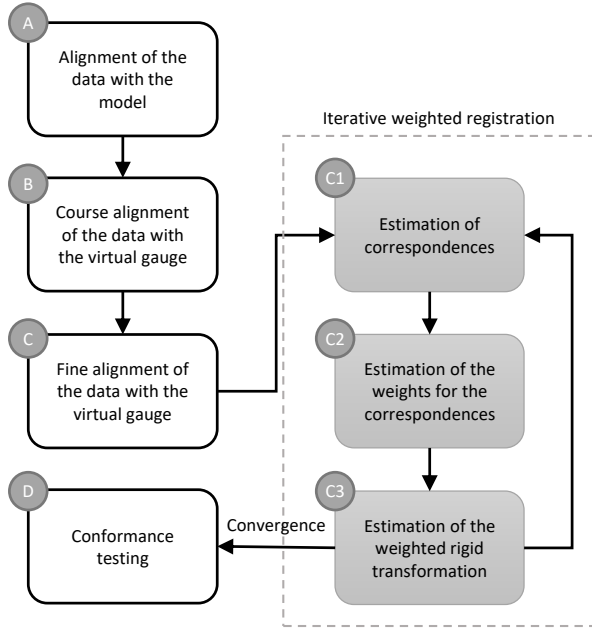 A
Alignment of the
data with the
model
B
Course alignment
of the data with
the virtual gauge
C
Fine alignment of
the data with the
virtual gauge
Iterative weighted registration
C1
Estimation of
correspondences
C2
Estimation of the
weights for the
correspondences
C3
Estimation of the
weighted rigid
transformation
Convergence
D
Conformance
testing